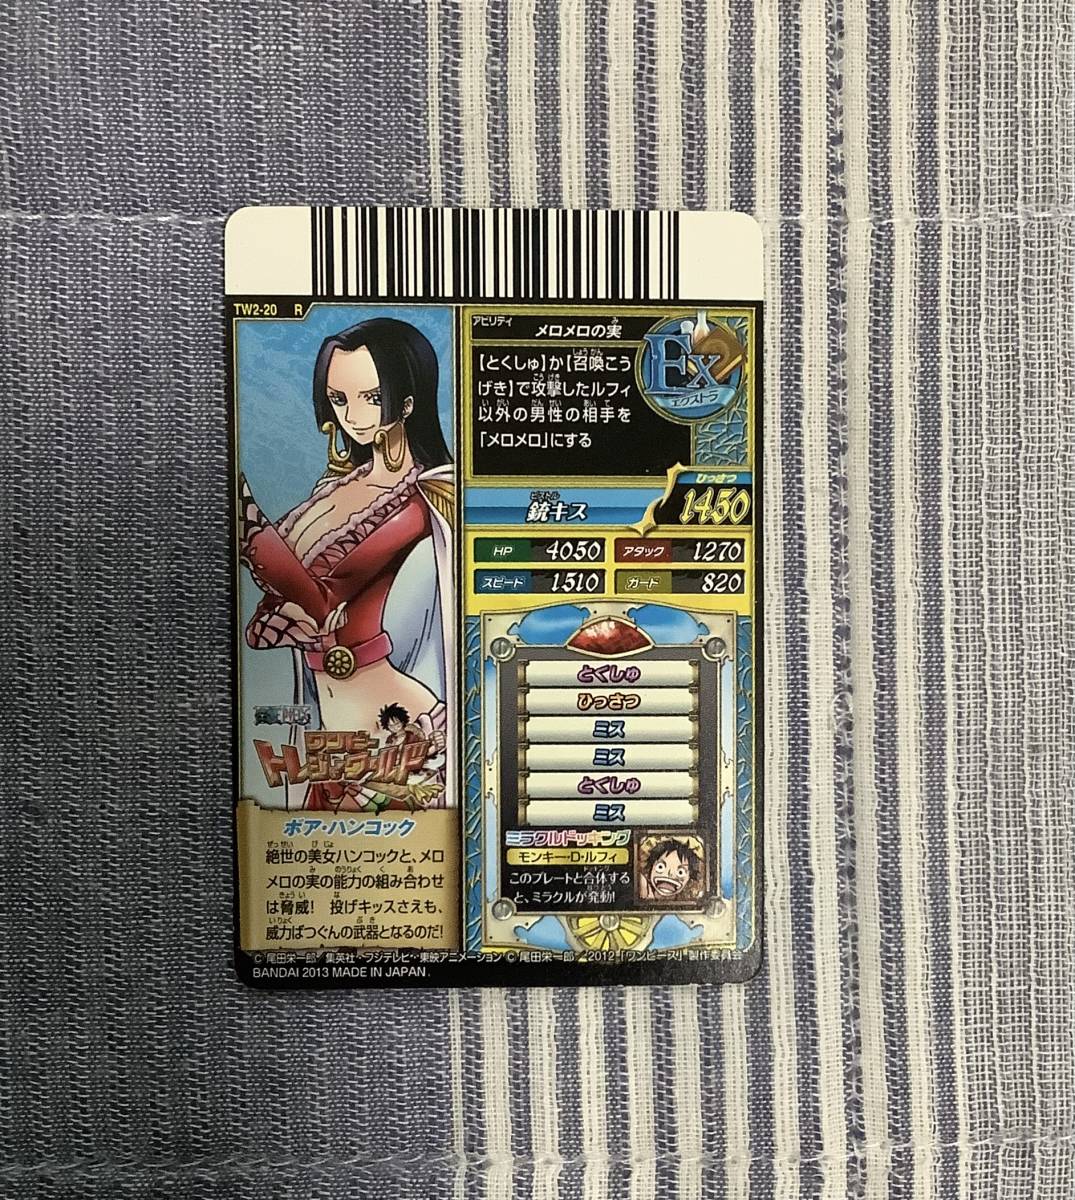 TW2-20 R
アビリティ
メロメロの実
【とくしゅ】か【召喚こう
げき】で攻撃したルフィ
以外の男性の相手を
「メロメロ」にする
Ex
エクストラ
銃キス
ピストル
ひっさつ
1450
HP 4050
アタック 1270
スピード 1510
ガード 820
とくしゅ
ひっさつ
ミス
ミス
とくしゅ
ミス
ミラクルドッキング
モンキー・D・ルフィ
このプレートと合体する
と、ミラクルが発動!
ワンピー
トレジャーワールド
ボア・ハンコック
絶世の美女ハンコックと、メロ
メロの実の能力の組み合わせ
は脅威! 投げキッスさえも、
威力ばつぐんの武器となるのだ!
© 尾田栄一郎/集英社・フジテレビ・東映アニメーション © 尾田栄一郎/2012「ワンピース」製作委員会
BANDAI 2013 MADE IN JAPAN.